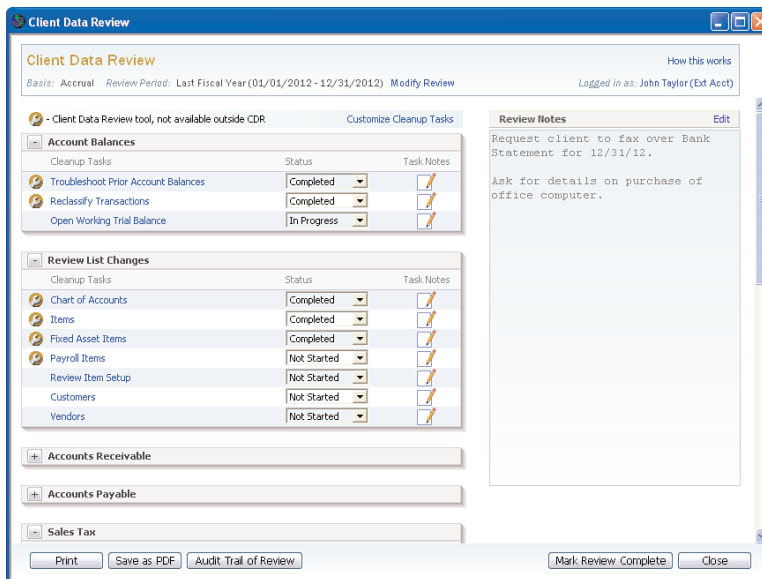 Client Data Review
Client Data Review
How this works
Basis: Accrual Review Period: Last Fiscal Year (01/01/2012 - 12/31/2012) Modify Review
Logged in as: John Taylor (Ext Acct)
- Client Data Review tool, not available outside CDR
Customize Cleanup Tasks
- Account Balances
Cleanup Tasks Status Task Notes
Troubleshoot Prior Account Balances Completed
Reclassify Transactions Completed
Open Working Trial Balance In Progress
- Review List Changes
Cleanup Tasks Status Task Notes
Chart of Accounts Completed
Items Completed
Fixed Asset Items Completed
Payroll Items Not Started
Review Item Setup Not Started
Customers Not Started
Vendors Not Started
+ Accounts Receivable
+ Accounts Payable
- Sales Tax
Review Notes Edit
Request client to fax over Bank
Statement for 12/31/12.
Ask for details on purchase of
office computer.
Print Save as PDF Audit Trail of Review Mark Review Complete Close